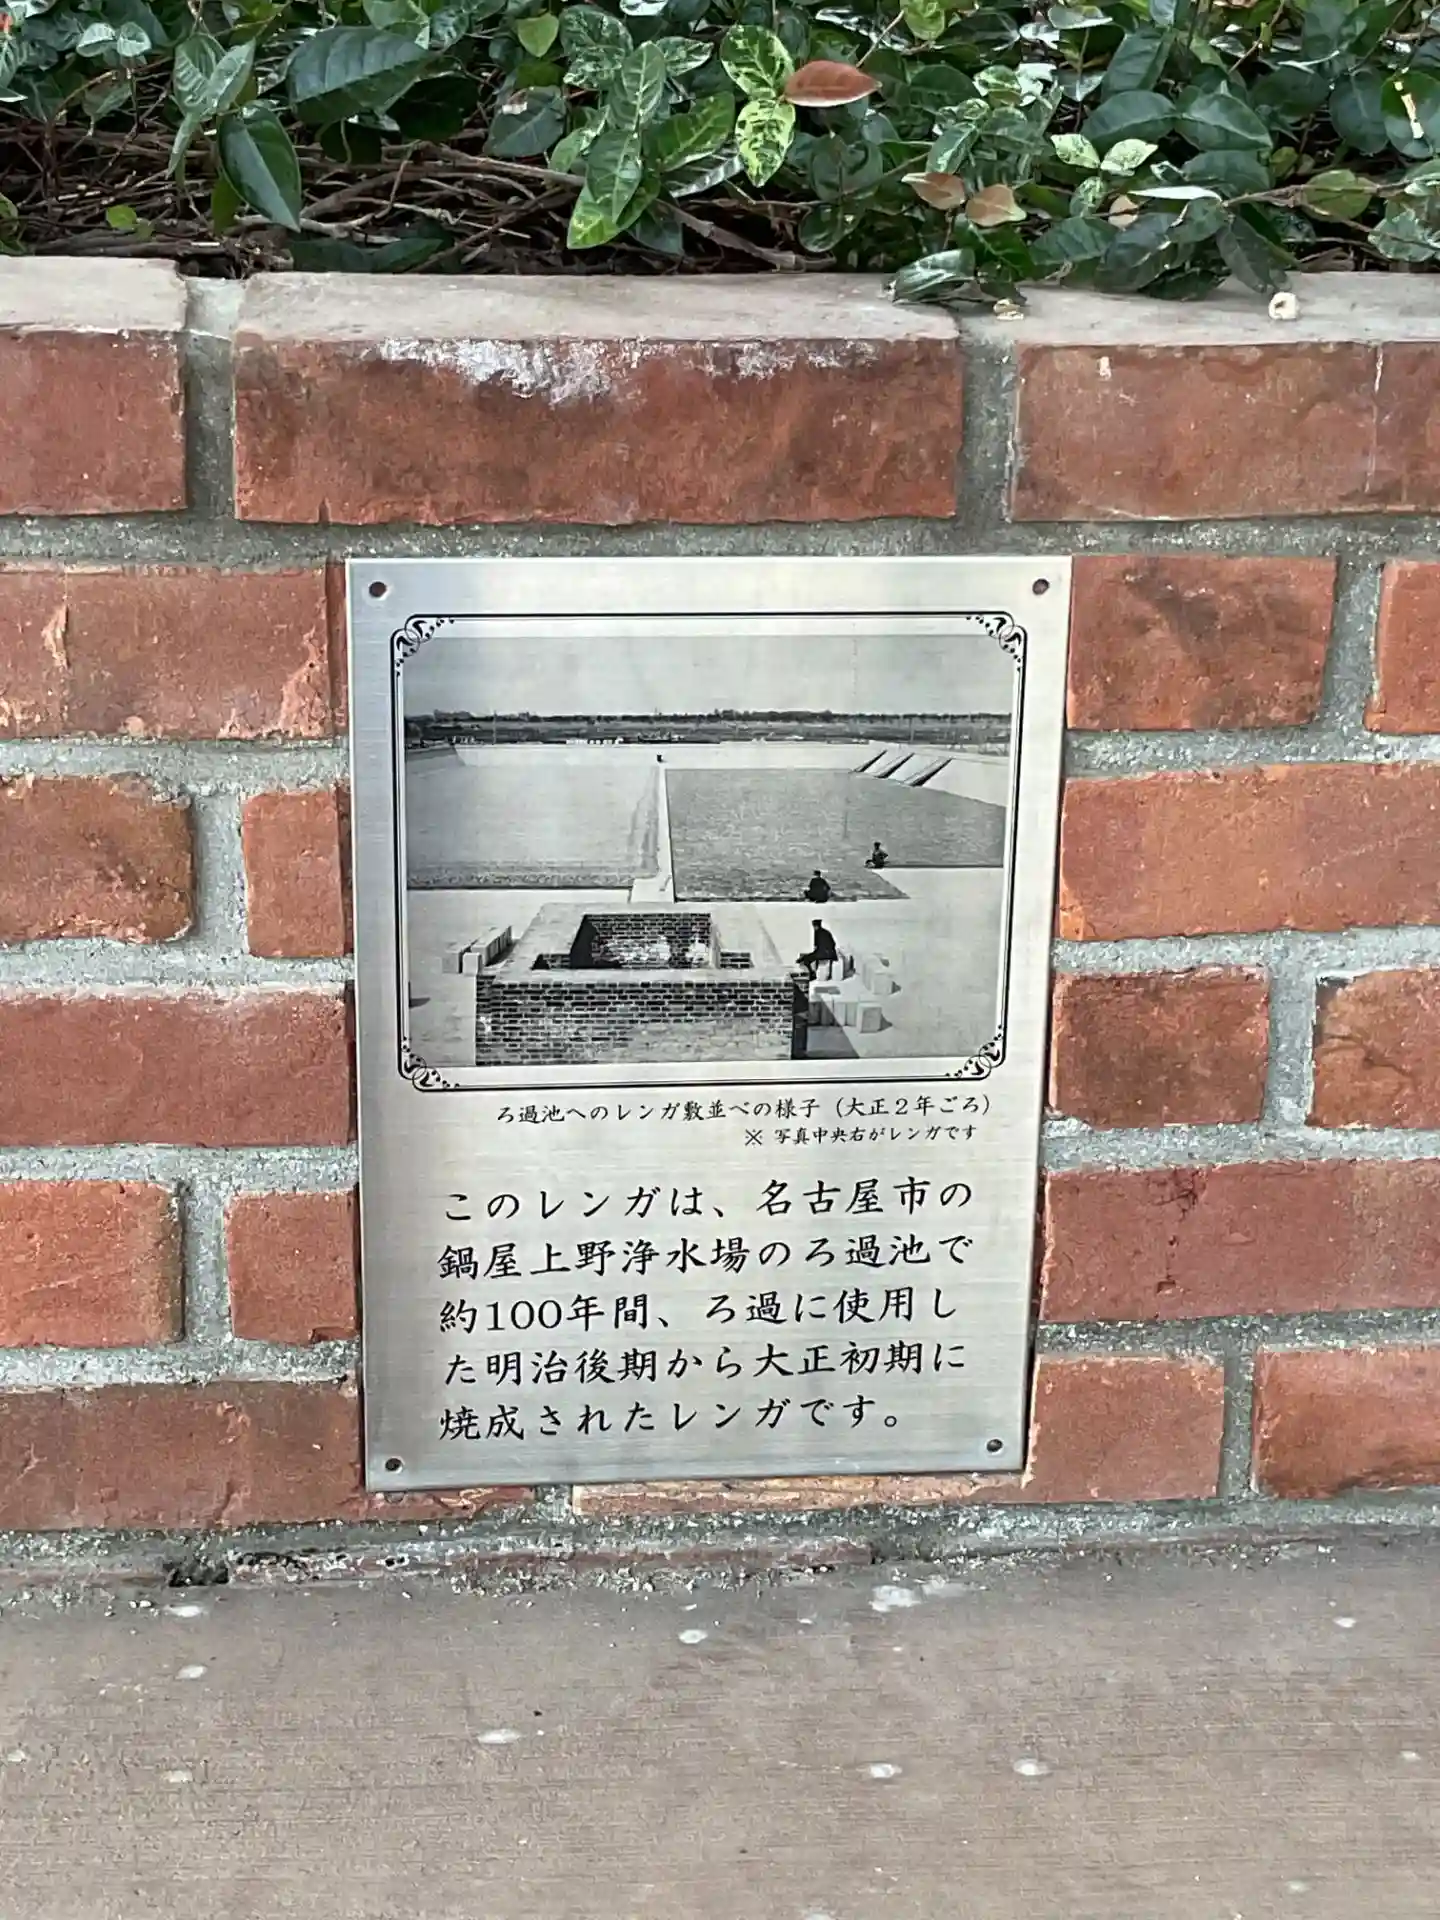 ろ過池へのレンガ敷並べの様子（大正２年ごろ）
※ 写真中央右がレンガです
このレンガは、名古屋市の
鍋屋上野浄水場のろ過池で
約100年間、ろ過に使用し
た明治後期から大正初期に
焼成されたレンガです。